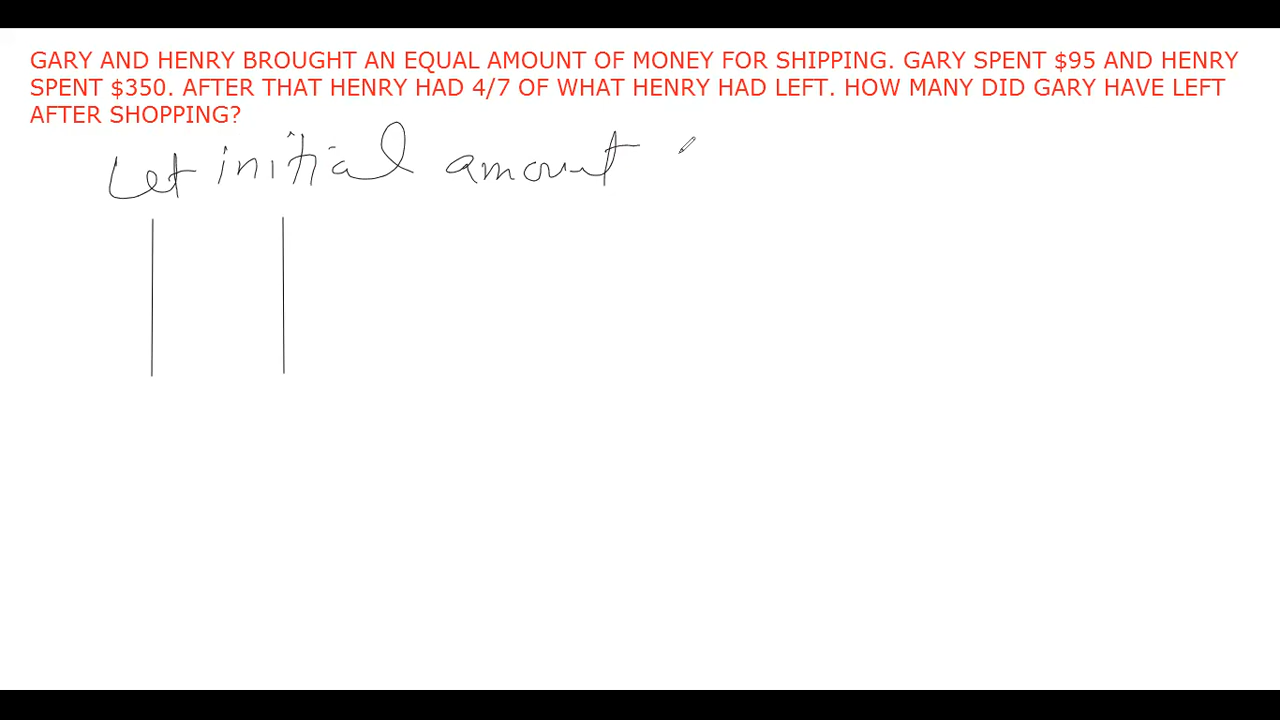 GARY AND HENRY BROUGHT AN EQUAL AMOUNT OF MONEY FOR SHIPPING. GARY SPENT $95 AND HENRY
SPENT $350. AFTER THAT HENRY HAD 4/7 OF WHAT HENRY HAD LEFT. HOW MANY DID GARY HAVE LEFT
AFTER SHOPPING?
Let initial amount